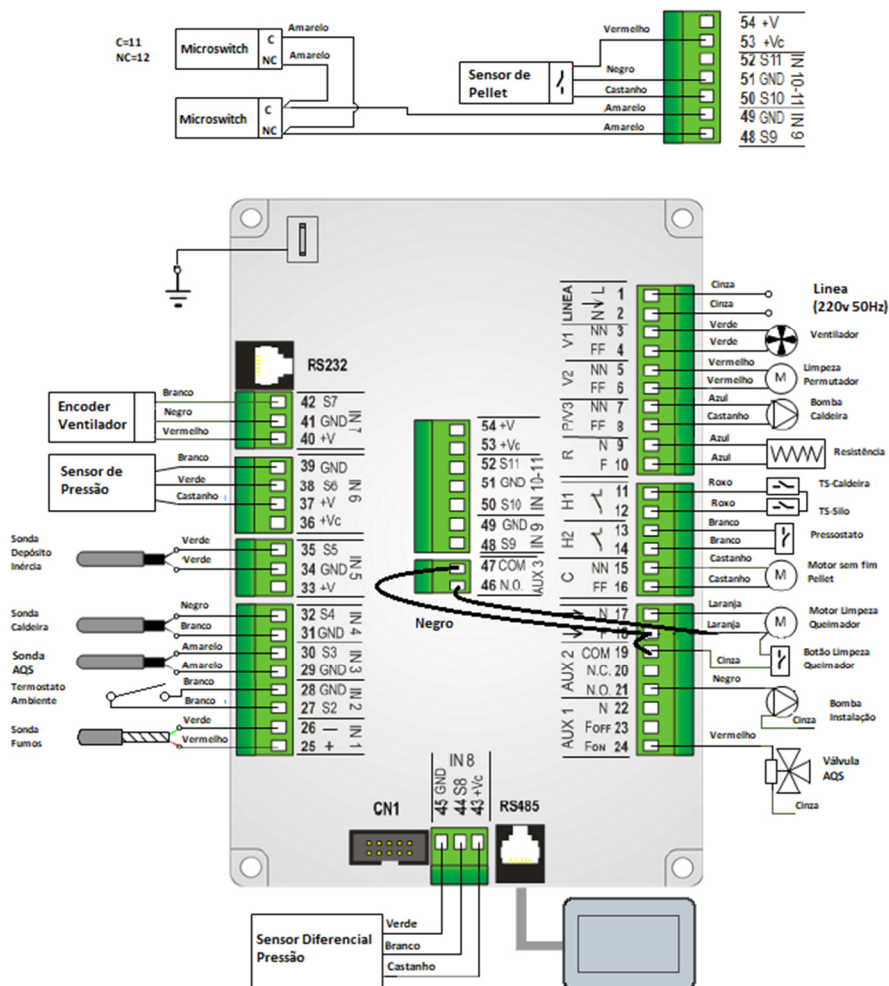 C=11
NC=12
Microswitch
C
NC
Amarelo
Amarelo
Microswitch
C
NC
Sensor de
Pellet
Vermelho
Negro
Castanho
Amarelo
Amarelo
54 +V
53 +Vc
52 S11
51 GND
50 S10
IN 10-11
49 GND
48 S9
IN 9
RS232
Encoder
Ventilador
Branco
Negro
Vermelho
42 S7
41 GND
40 +V
IN 7
Sensor de
Pressão
Branco
Verde
Castanho
39 GND
38 S6
37 +V
36 +Vc
IN 6
Sonda
Depósito
Inércia
Verde
Verde
35 S5
34 GND
33 +V
IN 5
Sonda
Caldeira
Negro
Branco
32 S4
31 GND
IN 4
Sonda
AQS
Amarelo
Amarelo
30 S3
29 GND
IN 3
Termostato
Ambiente
Branco
Branco
28 GND
27 S2
IN 2
Sonda
Fumos
Verde
Vermelho
26 —
25 +
IN 1
54 +V
53 +Vc
52 S11
51 GND
50 S10
IN 10-11
49 GND
48 S9
IN 9
47 COM
46 N.O.
AUX 3
Negro
LINEA
L 1
N 2
V1
NN 3
FF 4
V2
NN 5
FF 6
P/V3
NN 7
FF 8
R
N 9
F 10
H1
11
12
H2
13
14
C
NN 15
FF 16
N 17
F 18
AUX 2
COM 19
N.C. 20
N.O. 21
AUX 1
N 22
FOFF 23
FON 24
Cinza
Cinza
Linea
(220v 50Hz)
Verde
Verde
Ventilador
Vermelho
Vermelho
M
Limpeza
Permutador
Azul
Castanho
Bomba
Caldeira
Azul
Azul
Resistência
Roxo
Roxo
TS-Caldeira
TS-Silo
Branco
Branco
Pressostato
Castanho
Castanho
M
Motor sem fim
Pellet
Laranja
Laranja
M
Motor Limpeza
Queimador
Cinza
Botão Limpeza
Queimador
Negro
Bomba
Instalação
Cinza
Vermelho
Válvula
AQS
Cinza
IN 8
45 GND
44 S8
43 +Vc
CN1
RS485
Sensor Diferencial
Pressão
Verde
Branco
Castanho